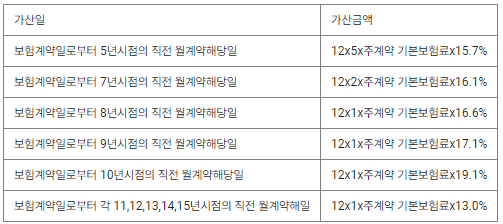 가산일 가산금액
보험계약일로부터 5년시점의 직전 월계약해당일 12x5x주계약 기본보험료x15.7%
보험계약일로부터 7년시점의 직전 월계약해당일 12x2x주계약 기본보험료x16.1%
보험계약일로부터 8년시점의 직전 월계약해당일 12x1x주계약 기본보험료x16.6%
보험계약일로부터 9년시점의 직전 월계약해당일 12x1x주계약 기본보험료x17.1%
보험계약일로부터 10년시점의 직전 월계약해당일 12x1x주계약 기본보험료x19.1%
보험계약일로부터 각 11,12,13,14,15년시점의 직전 월계약해일 12x1x주계약 기본보험료x13.0%